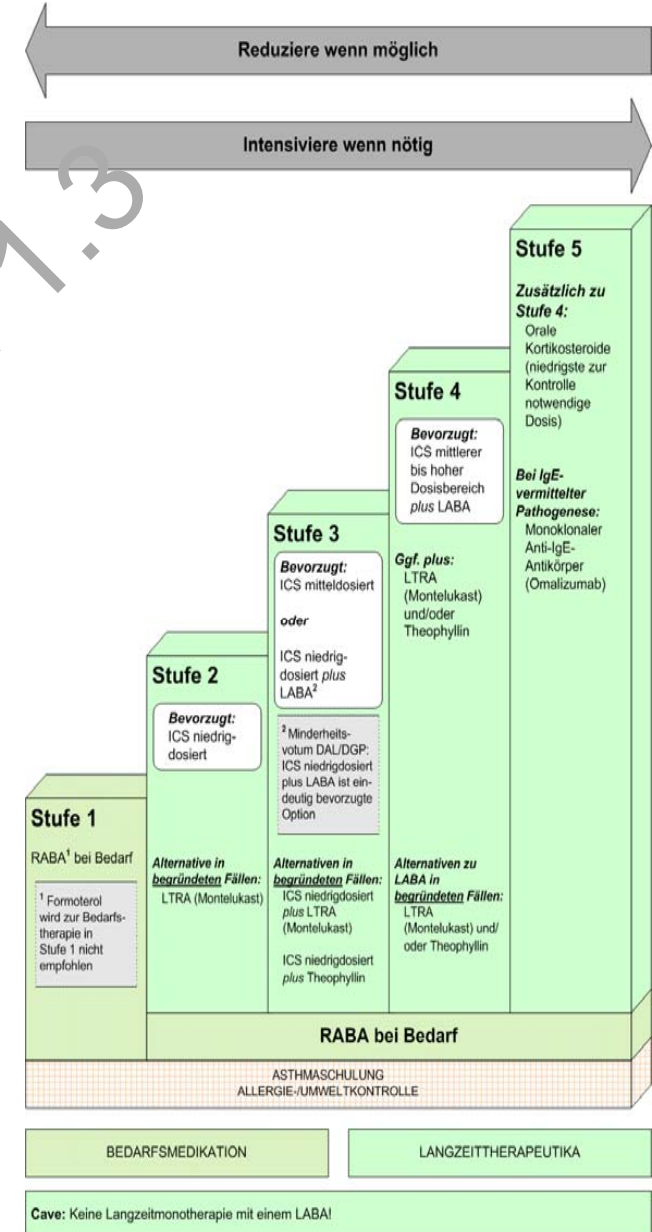 Reduziere wenn möglich
Intensiviere wenn nötig
1.3
Stufe 1
RABA¹ bei Bedarf
¹ Formoterol
wird zur Bedarfs-
therapie in
Stufe 1 nicht
empfohlen
Stufe 2
Bevorzugt:
ICS niedrig-
dosiert
Alternative in
begründeten Fällen:
LTRA (Montelukast)
Stufe 3
Bevorzugt:
ICS mitteldosiert
oder
ICS niedrig-
dosiert plus
LABA²
² Minderheits-
votum DAL/DGP:
ICS niedrigdosiert
plus LABA ist ein-
deutig bevorzugte
Option
Alternativen in
begründeten Fällen:
ICS niedrigdosiert
plus LTRA
(Montelukast)
ICS niedrigdosiert
plus Theophyllin
Stufe 4
Bevorzugt:
ICS mittlerer
bis hoher
Dosisbereich
plus LABA
Ggf. plus:
LTRA
(Montelukast)
und/oder
Theophyllin
Alternativen zu
LABA in
begründeten Fällen:
LTRA
(Montelukast) und/
oder Theophyllin
Stufe 5
Zusätzlich zu
Stufe 4:
Orale
Kortikosteroide
(niedrigste zur
Kontrolle
notwendige
Dosis)
Bei IgE-
vermittelter
Pathogenese:
Monoklonaler
Anti-IgE-
Antikörper
(Omalizumab)
RABA bei Bedarf
ASTHMASCHULUNG
ALLERGIE-/UMWELTKONTROLLE
BEDARFSMEDIKATION
LANGZEITTHERAPEUTIKA
Cave: Keine Langzeitmonotherapie mit einem LABA!